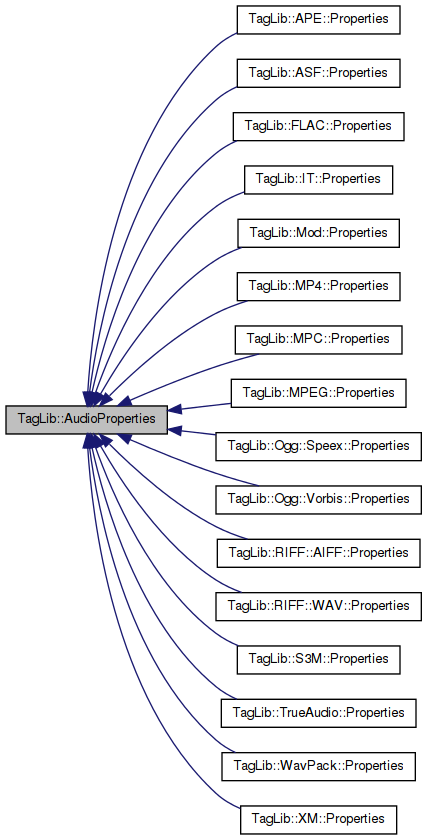 TagLib::APE::Properties
TagLib::ASF::Properties
TagLib::FLAC::Properties
TagLib::IT::Properties
TagLib::Mod::Properties
TagLib::MP4::Properties
TagLib::MPC::Properties
TagLib::MPEG::Properties
TagLib::AudioProperties
TagLib::Ogg::Speex::Properties
TagLib::Ogg::Vorbis::Properties
TagLib::RIFF::AIFF::Properties
TagLib::RIFF::WAV::Properties
TagLib::S3M::Properties
TagLib::TrueAudio::Properties
TagLib::WavPack::Properties
TagLib::XM::Properties